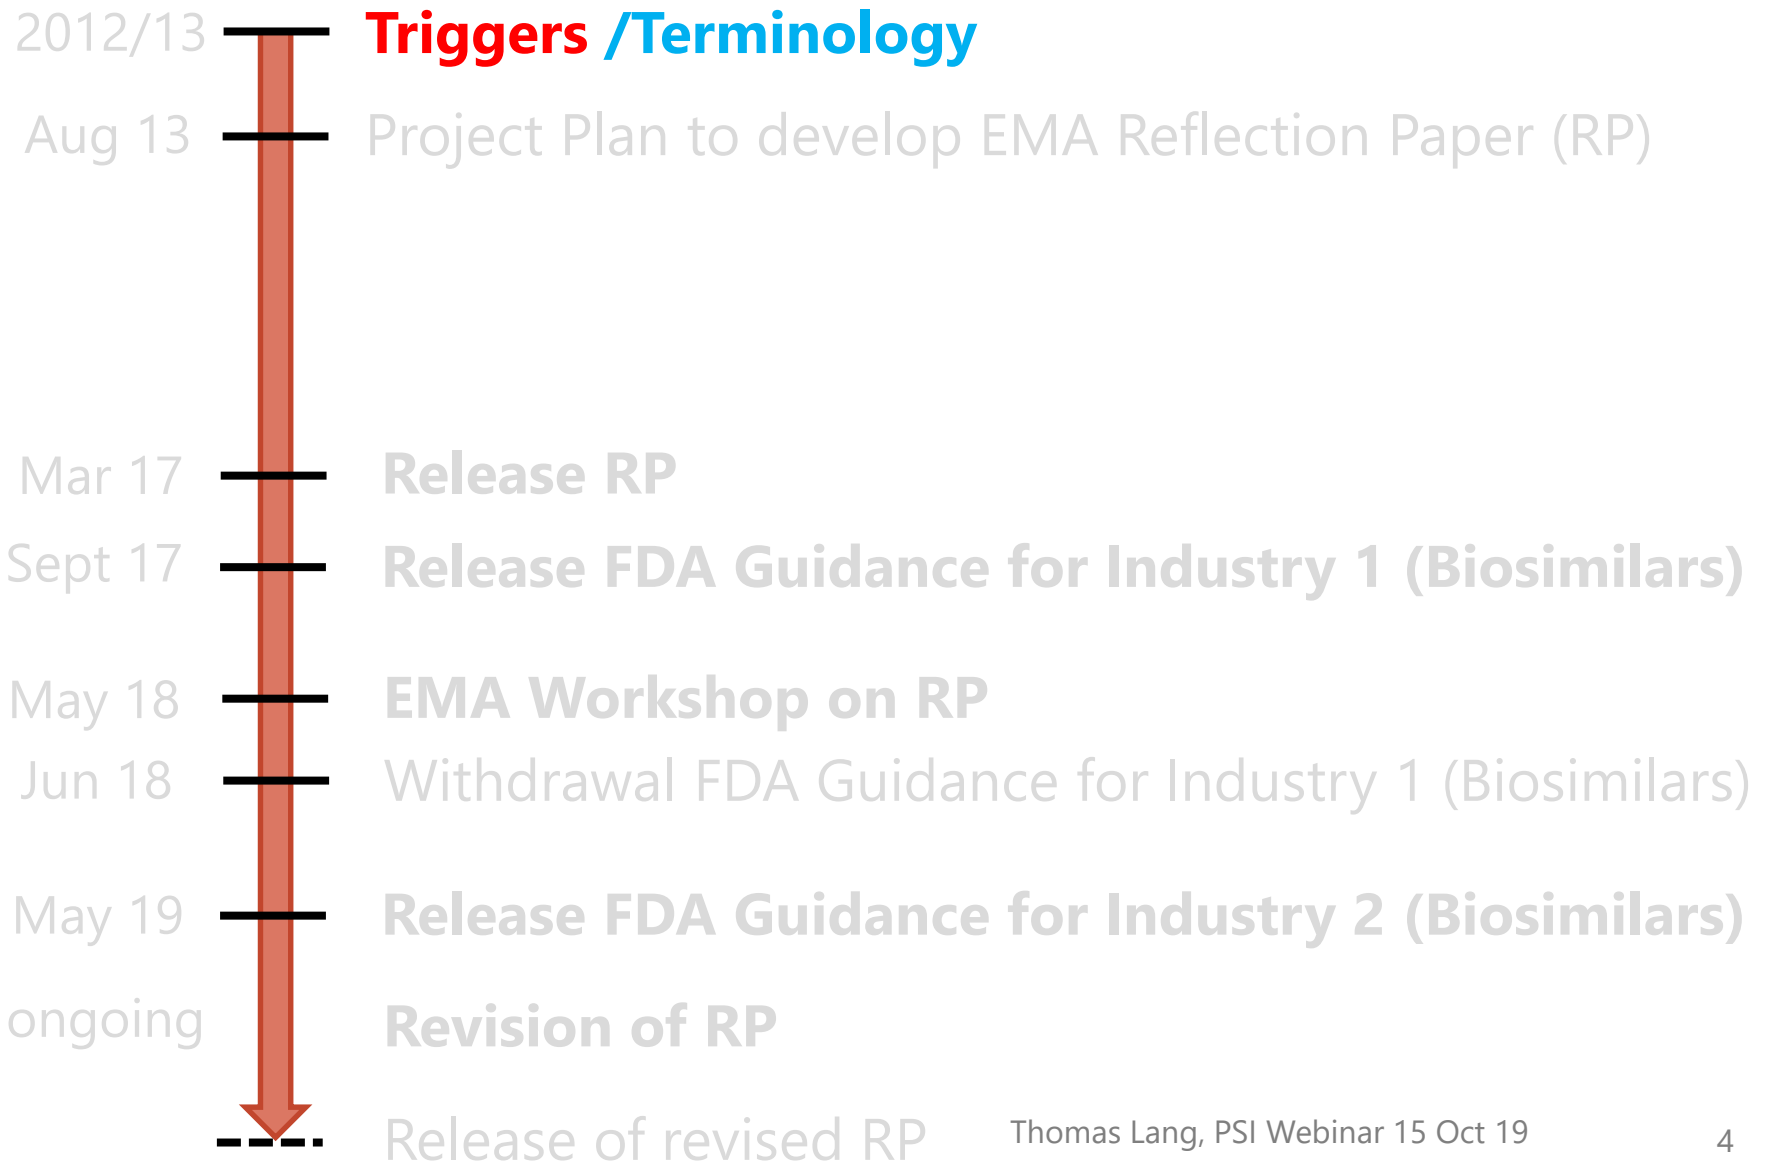 2012/13 Triggers /Terminology
Aug 13 Project Plan to develop EMA Reflection Paper (RP)
Mar 17 Release RP
Sept 17 Release FDA Guidance for Industry 1 (Biosimilars)
May 18 EMA Workshop on RP
Jun 18 Withdrawal FDA Guidance for Industry 1 (Biosimilars)
May 19 Release FDA Guidance for Industry 2 (Biosimilars)
ongoing Revision of RP
Release of revised RP
Thomas Lang, PSI Webinar 15 Oct 19
4